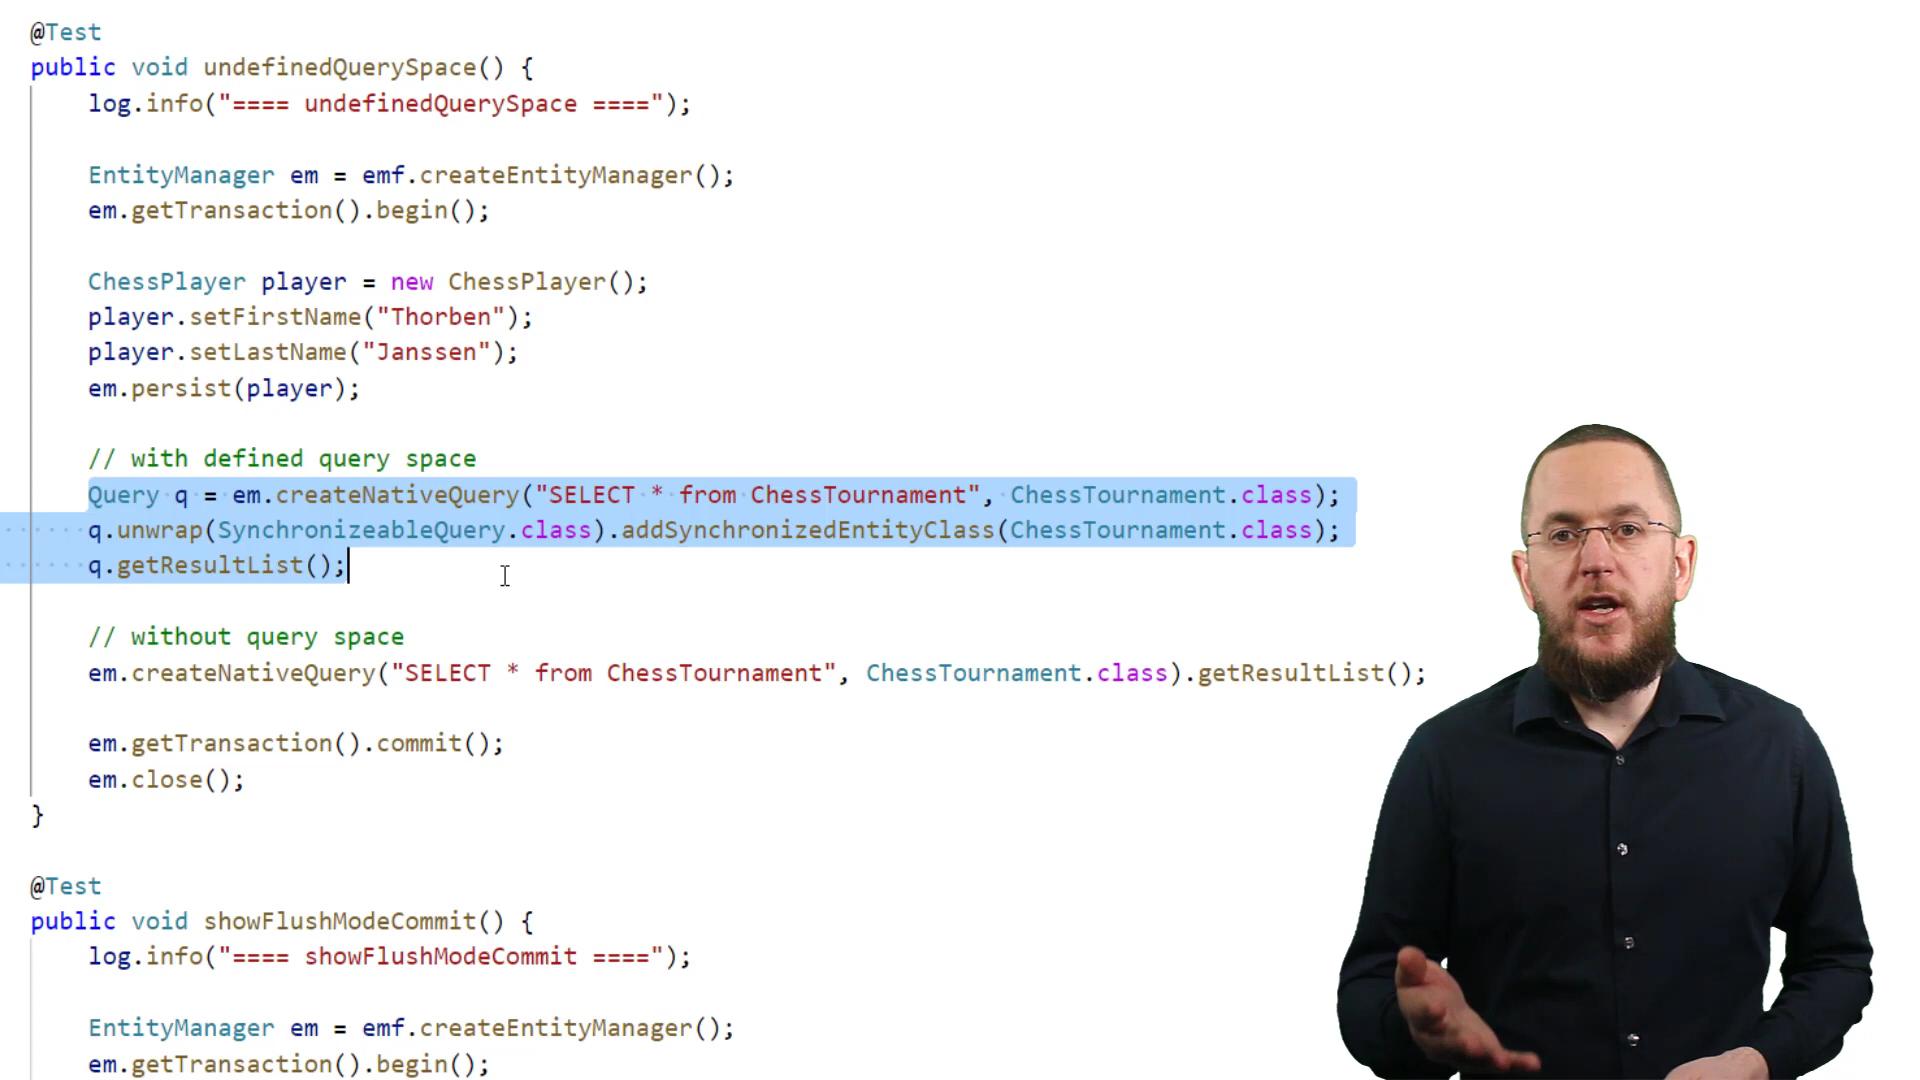 @Test
public void undefinedQuerySpace() {
log.info("==== undefinedQuerySpace ====");
EntityManager em = emf.createEntityManager();
em.getTransaction().begin();
ChessPlayer player = new ChessPlayer();
player.setFirstName("Thorben");
player.setLastName("Janssen");
em.persist(player);
// with defined query space
Query q = em.createNativeQuery("SELECT * from ChessTournament", ChessTournament.class);
q.unwrap(SynchronizeableQuery.class).addSynchronizedEntityClass(ChessTournament.class);
q.getResultList();
// without query space
em.createNativeQuery("SELECT * from ChessTournament", ChessTournament.class).getResultList();
em.getTransaction().commit();
em.close();
}
@Test
public void showFlushModeCommit() {
log.info("==== showFlushModeCommit ====");
EntityManager em = emf.createEntityManager();
em.getTransaction().begin();